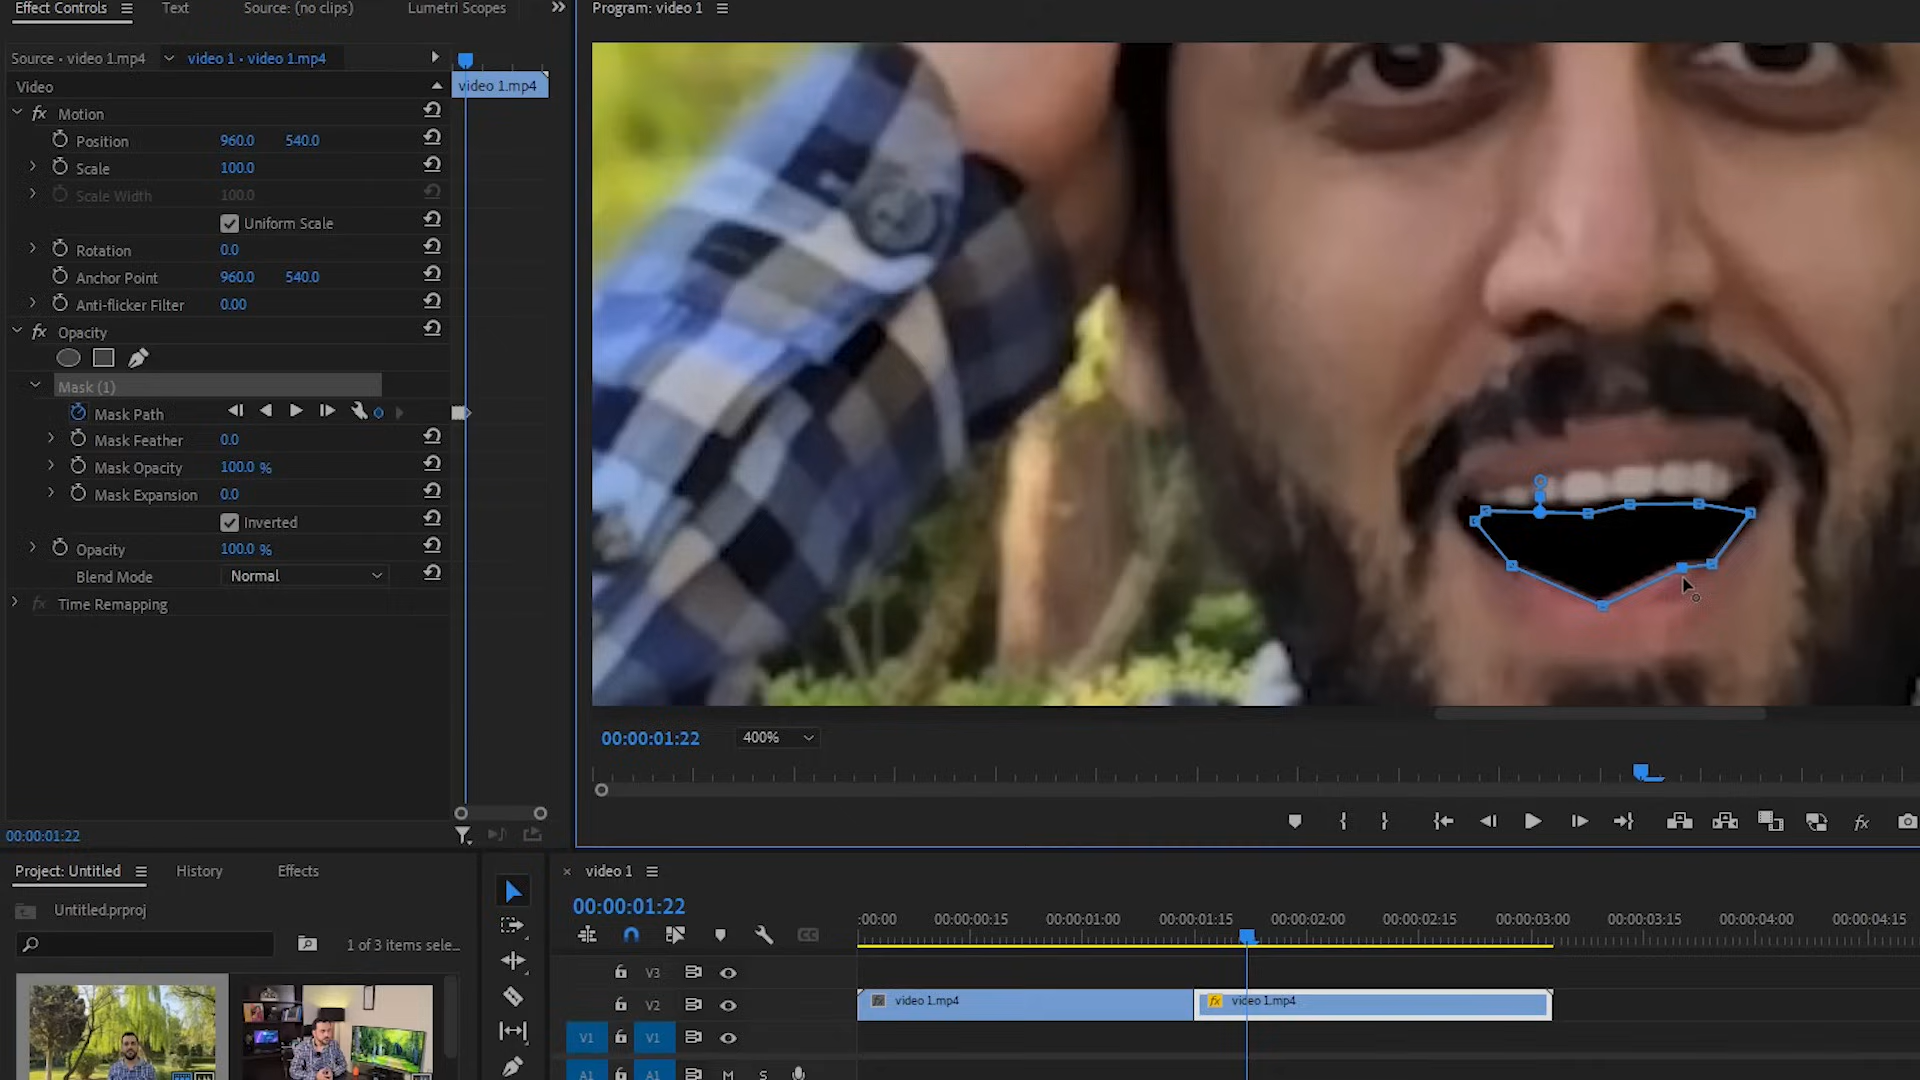 Effect Controls Text Source: (no clips) Lumetri Scopes
Program: video 1
Source • video 1.mp4 video 1 • video 1.mp4
Video video 1.mp4
fx Motion
Position 960.0 540.0
Scale 100.0
Scale Width 100.0
Uniform Scale
Rotation 0.0
Anchor Point 960.0 540.0
Anti-flicker Filter 0.00
fx Opacity
Mask (1)
Mask Path
Mask Feather 0.0
Mask Opacity 100.0 %
Mask Expansion 0.0
Inverted
Opacity 100.0 %
Blend Mode Normal
fx Time Remapping
00:00:01:22 400%
fx
00:00:01:22
Project: Untitled History Effects
Untitled.prproj
1 of 3 items sele...
× video 1
00:00:01:22
:00:00 00:00:00:15 00:00:01:00 00:00:01:15 00:00:02:00 00:00:02:15 00:00:03:00 00:00:03:15 00:00:04:00 00:00:04:15
CC
V3
V2
video 1.mp4 fx video 1.mp4
V1 V1
A1 A1 M S